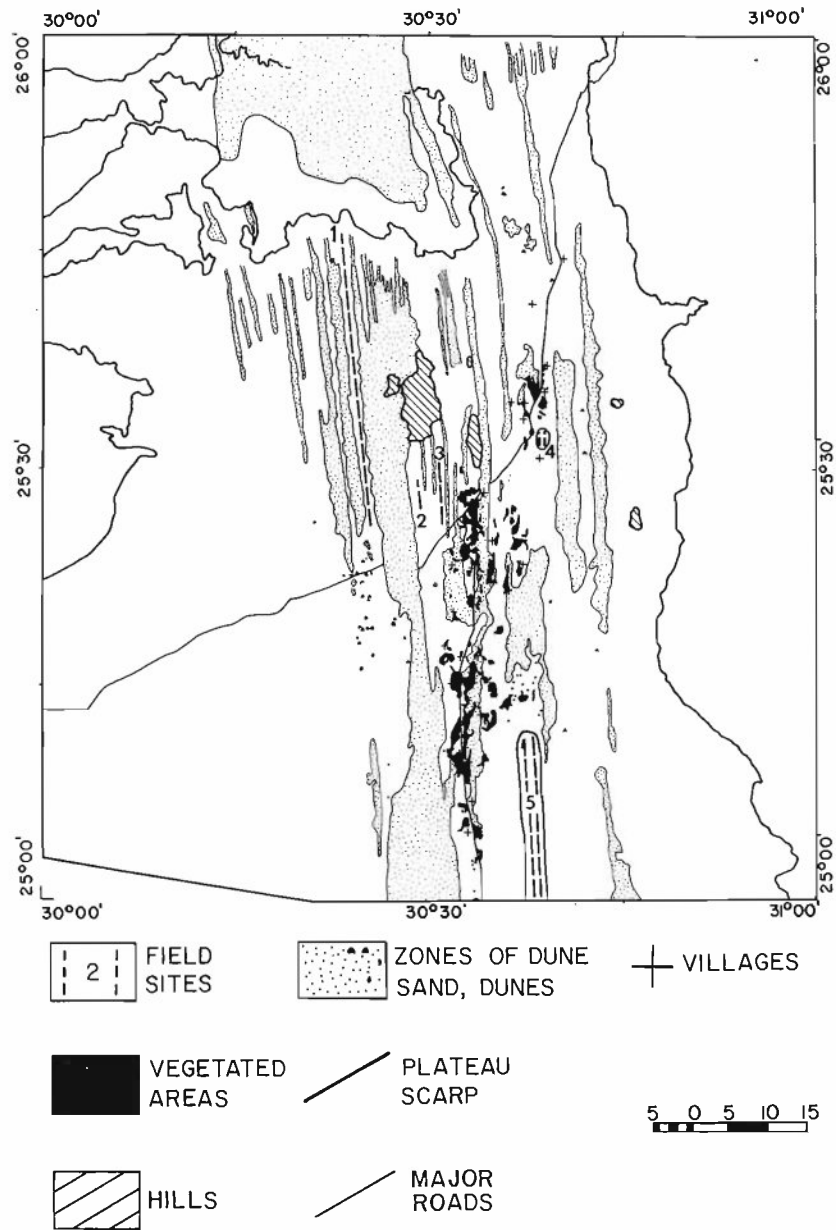 30°00' 30°30' 31°00'
26°00' 26°00'
1
6
3
4
25°30' 25°30'
2
5
25°00' 25°00'
30°00' 30°30' 31°00'
2 FIELD SITES
ZONES OF DUNE SAND, DUNES
VILLAGES
VEGETATED AREAS
PLATEAU SCARP
5 0 5 10 15
HILLS
MAJOR ROADS